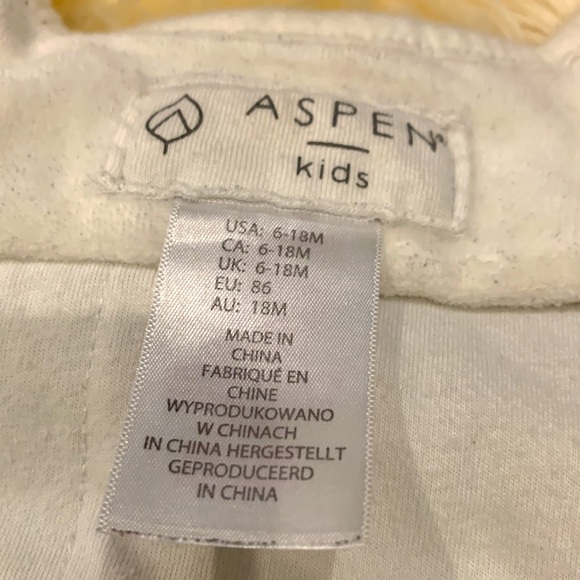 ASPEN®
kids
USA: 6-18M
CA: 6-18M
UK: 6-18M
EU: 86
AU: 18M
MADE IN
CHINA
FABRIQUÉ EN
CHINE
WYPRODUKOWANO
W CHINACH
IN CHINA HERGESTELLT
GEPRODUCEERD
IN CHINA